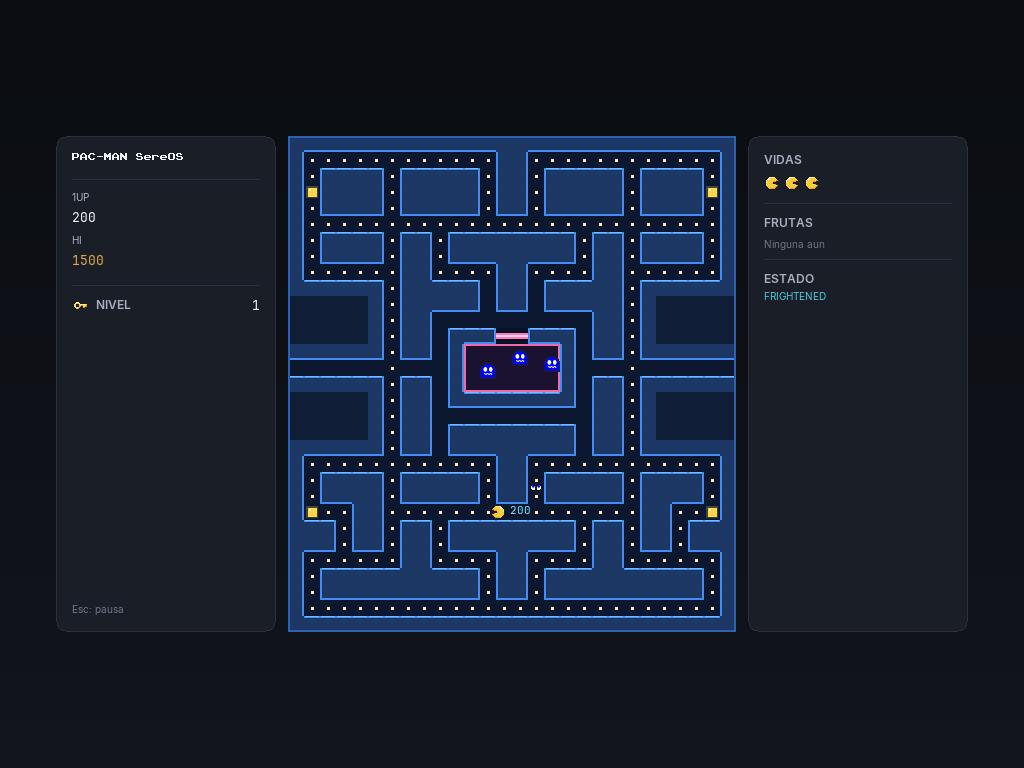 PAC-MAN SereOS
1UP
200
HI
1500
NIVEL 1
Esc: pausa
200
VIDAS
FRUTAS
Ninguna aun
ESTADO
FRIGHTENED